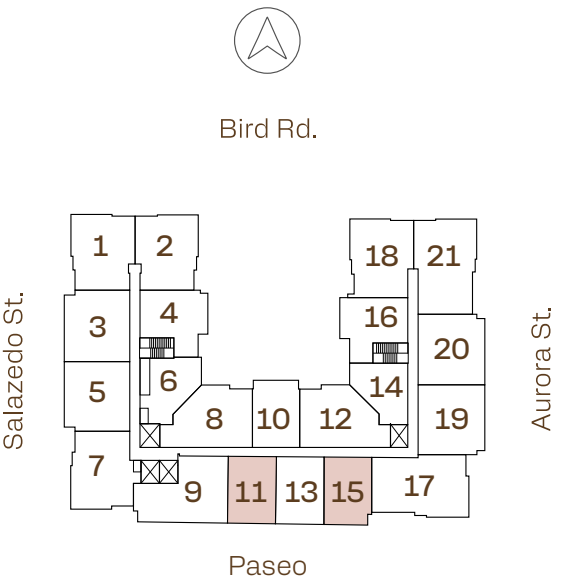 Bird Rd.
1 2 18 21
Salazedo St.
3 4 16 20
Aurora St.
5 6 14 19
8 10 12
7 9 11 13 15 17
Paseo